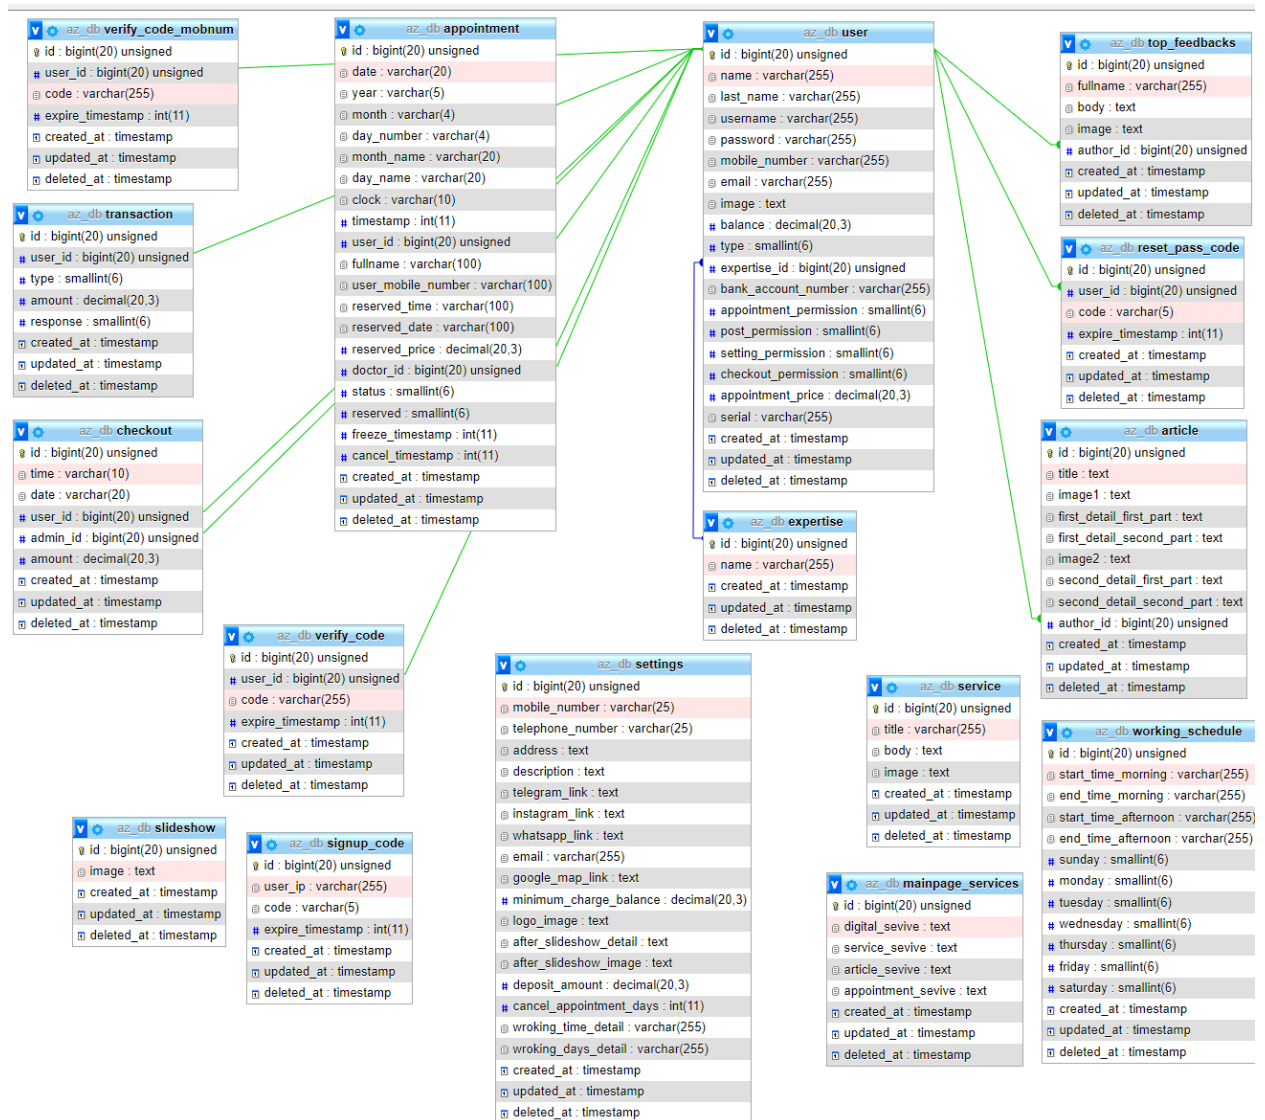 az_db verify_code_mobnum
id : bigint(20) unsigned
user_id : bigint(20) unsigned
code : varchar(255)
expire_timestamp : int(11)
created_at : timestamp
updated_at : timestamp
deleted_at : timestamp
az_db transaction
id : bigint(20) unsigned
user_id : bigint(20) unsigned
type : smallint(6)
amount : decimal(20,3)
response : smallint(6)
created_at : timestamp
updated_at : timestamp
deleted_at : timestamp
az_db checkout
id : bigint(20) unsigned
time : varchar(10)
date : varchar(20)
user_id : bigint(20) unsigned
admin_id : bigint(20) unsigned
amount : decimal(20,3)
created_at : timestamp
updated_at : timestamp
deleted_at : timestamp
az_db appointment
id : bigint(20) unsigned
date : varchar(20)
year : varchar(5)
month : varchar(4)
day_number : varchar(4)
month_name : varchar(20)
day_name : varchar(20)
clock : varchar(10)
timestamp : int(11)
user_id : bigint(20) unsigned
fullname : varchar(100)
user_mobile_number : varchar(100)
reserved_time : varchar(100)
reserved_date : varchar(100)
reserved_price : decimal(20,3)
doctor_id : bigint(20) unsigned
status : smallint(6)
reserved : smallint(6)
freeze_timestamp : int(11)
cancel_timestamp : int(11)
created_at : timestamp
updated_at : timestamp
deleted_at : timestamp
az_db user
id : bigint(20) unsigned
name : varchar(255)
last_name : varchar(255)
username : varchar(255)
password : varchar(255)
mobile_number : varchar(255)
email : varchar(255)
image : text
balance : decimal(20,3)
type : smallint(6)
expertise_id : bigint(20) unsigned
bank_account_number : varchar(255)
appointment_permission : smallint(6)
post_permission : smallint(6)
setting_permission : smallint(6)
checkout_permission : smallint(6)
appointment_price : decimal(20,3)
serial : varchar(255)
created_at : timestamp
updated_at : timestamp
deleted_at : timestamp
az_db expertise
id : bigint(20) unsigned
name : varchar(255)
created_at : timestamp
updated_at : timestamp
deleted_at : timestamp
az_db top_feedbacks
id : bigint(20) unsigned
fullname : varchar(255)
body : text
image : text
author_id : bigint(20) unsigned
created_at : timestamp
updated_at : timestamp
deleted_at : timestamp
az_db reset_pass_code
id : bigint(20) unsigned
user_id : bigint(20) unsigned
code : varchar(5)
expire_timestamp : int(11)
created_at : timestamp
updated_at : timestamp
deleted_at : timestamp
az_db article
id : bigint(20) unsigned
title : text
image1 : text
first_detail_first_part : text
first_detail_second_part : text
image2 : text
second_detail_first_part : text
second_detail_second_part : text
author_id : bigint(20) unsigned
created_at : timestamp
updated_at : timestamp
deleted_at : timestamp
az_db verify_code
id : bigint(20) unsigned
user_id : bigint(20) unsigned
code : varchar(255)
expire_timestamp : int(11)
created_at : timestamp
updated_at : timestamp
deleted_at : timestamp
az_db slideshow
id : bigint(20) unsigned
image : text
created_at : timestamp
updated_at : timestamp
deleted_at : timestamp
az_db signup_code
id : bigint(20) unsigned
user_ip : varchar(255)
code : varchar(5)
expire_timestamp : int(11)
created_at : timestamp
updated_at : timestamp
deleted_at : timestamp
az_db settings
id : bigint(20) unsigned
mobile_number : varchar(25)
telephone_number : varchar(25)
address : text
description : text
telegram_link : text
instagram_link : text
whatsapp_link : text
email : varchar(255)
google_map_link : text
minimum_charge_balance : decimal(20,3)
logo_image : text
after_slideshow_detail : text
after_slideshow_image : text
deposit_amount : decimal(20,3)
cancel_appointment_days : int(11)
wroking_time_detail : varchar(255)
wroking_days_detail : varchar(255)
created_at : timestamp
updated_at : timestamp
deleted_at : timestamp
az_db service
id : bigint(20) unsigned
title : varchar(255)
body : text
image : text
created_at : timestamp
updated_at : timestamp
deleted_at : timestamp
az_db mainpage_services
id : bigint(20) unsigned
digital_sevive : text
service_sevive : text
article_sevive : text
appointment_sevive : text
created_at : timestamp
updated_at : timestamp
deleted_at : timestamp
az_db working_schedule
id : bigint(20) unsigned
start_time_morning : varchar(255)
end_time_morning : varchar(255)
start_time_afternoon : varchar(255)
end_time_afternoon : varchar(255)
sunday : smallint(6)
monday : smallint(6)
tuesday : smallint(6)
wednesday : smallint(6)
thursday : smallint(6)
friday : smallint(6)
saturday : smallint(6)
created_at : timestamp
updated_at : timestamp
deleted_at : timestamp